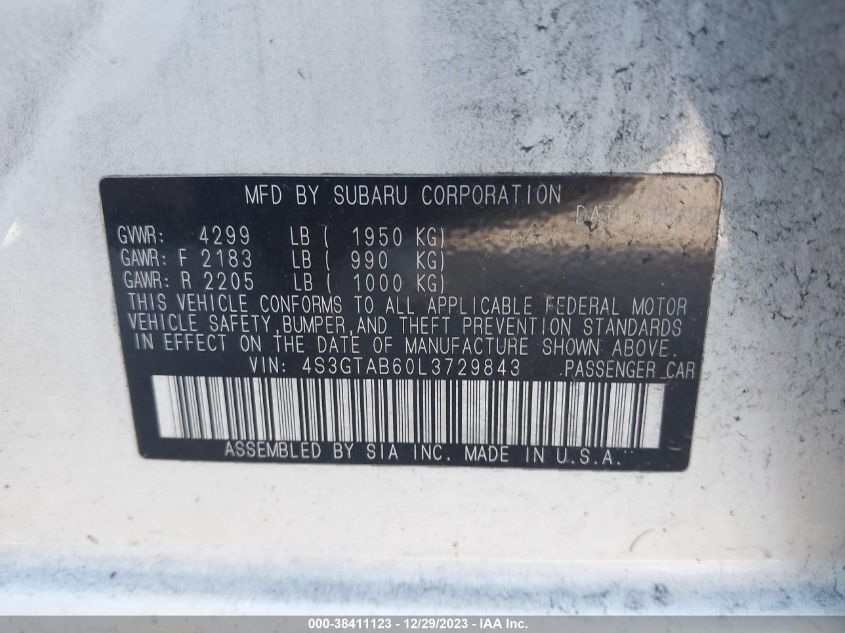 MFD BY SUBARU CORPORATION
DATE:
GVWR: 4299 LB ( 1950 KG)
GAWR: F 2183 LB ( 990 KG)
GAWR: R 2205 LB ( 1000 KG)
THIS VEHICLE CONFORMS TO ALL APPLICABLE FEDERAL MOTOR
VEHICLE SAFETY,BUMPER,AND THEFT PREVENTION STANDARDS
IN EFFECT ON THE DATE OF MANUFACTURE SHOWN ABOVE.
VIN: 4S3GTAB60L3729843 PASSENGER CAR
ASSEMBLED BY SIA INC. MADE IN U.S.A.
000-38411123 - 12/29/2023 - IAA Inc.